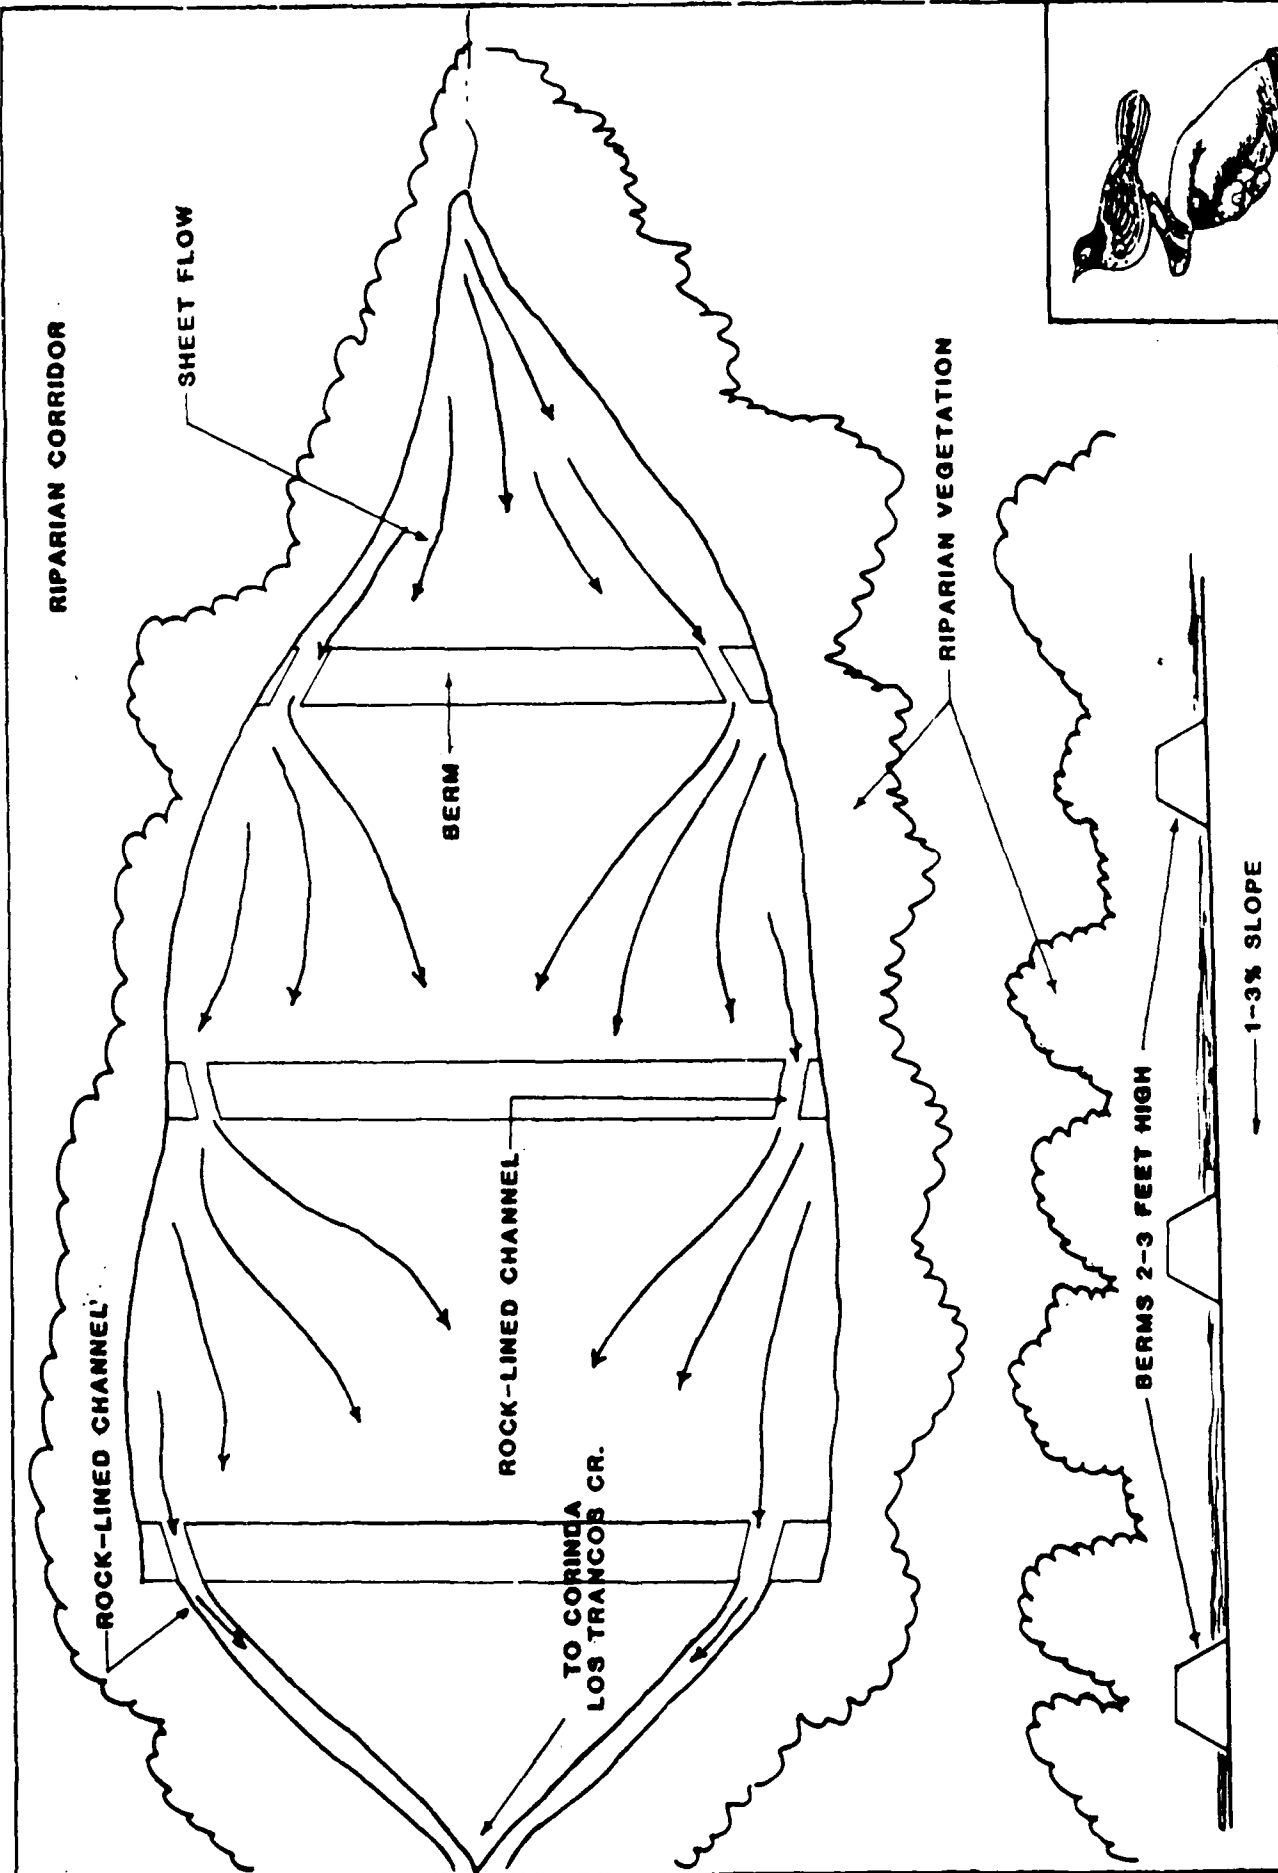 RIPARIAN CORRIDOR
SHEET FLOW
BERM
ROCK-LINED CHANNEL
ROCK-LINED CHANNEL
TO CORINDA
LOS TRANCOS CR.
RIPARIAN VEGETATION
BERMS 2-3 FEET HIGH
1-3% SLOPE